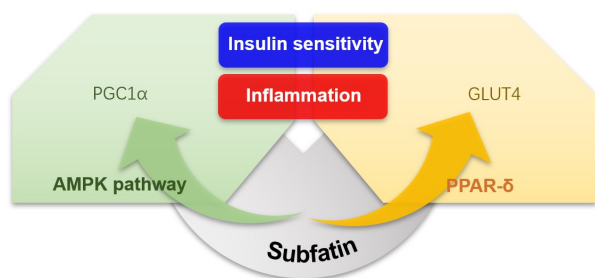 Insulin sensitivity
Inflammation
PGC1α
GLUT4
AMPK pathway
PPAR-δ
Subfatin